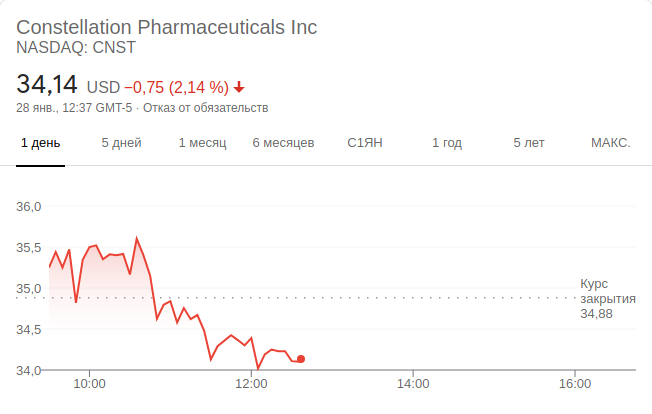 Constellation Pharmaceuticals Inc
NASDAQ: CNST
34,14 USD −0,75 (2,14 %)
28 янв., 12:37 GMT-5 · Отказ от обязательств
1 день 5 дней 1 месяц 6 месяцев С1ЯН 1 год 5 лет МАКС.
36,0
35,5
35,0
34,5
34,0
Курс
закрытия
34,88
10:00 12:00 14:00 16:00